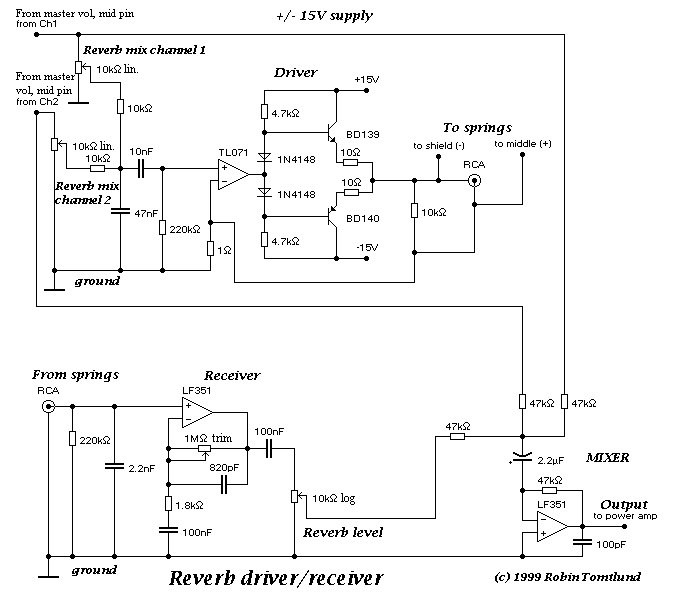 From master vol, mid pin
from Ch1
+/- 15V supply
Reverb mix channel 1
10kΩ lin.
From master
vol, mid pin
from Ch2
10kΩ
Driver
+15V
4.7kΩ
BD139
To springs
to shield (-)
to middle (+)
RCA
10kΩ lin.
10kΩ
10nF
TL071
1N4148
10Ω
1N4148
10Ω
Reverb mix
channel 2
47nF
220kΩ
1Ω
4.7kΩ
BD140
10kΩ
-15V
ground
From springs
RCA
Receiver
LF351
220kΩ
2.2nF
1MΩ trim
820pF
1.8kΩ
100nF
100nF
10kΩ log
Reverb level
47kΩ
47kΩ
47kΩ
2.2µF
MIXER
+
47kΩ
LF351
Output
to power amp
100pF
ground
Reverb driver/receiver
(c) 1999 Robin Tomtlund